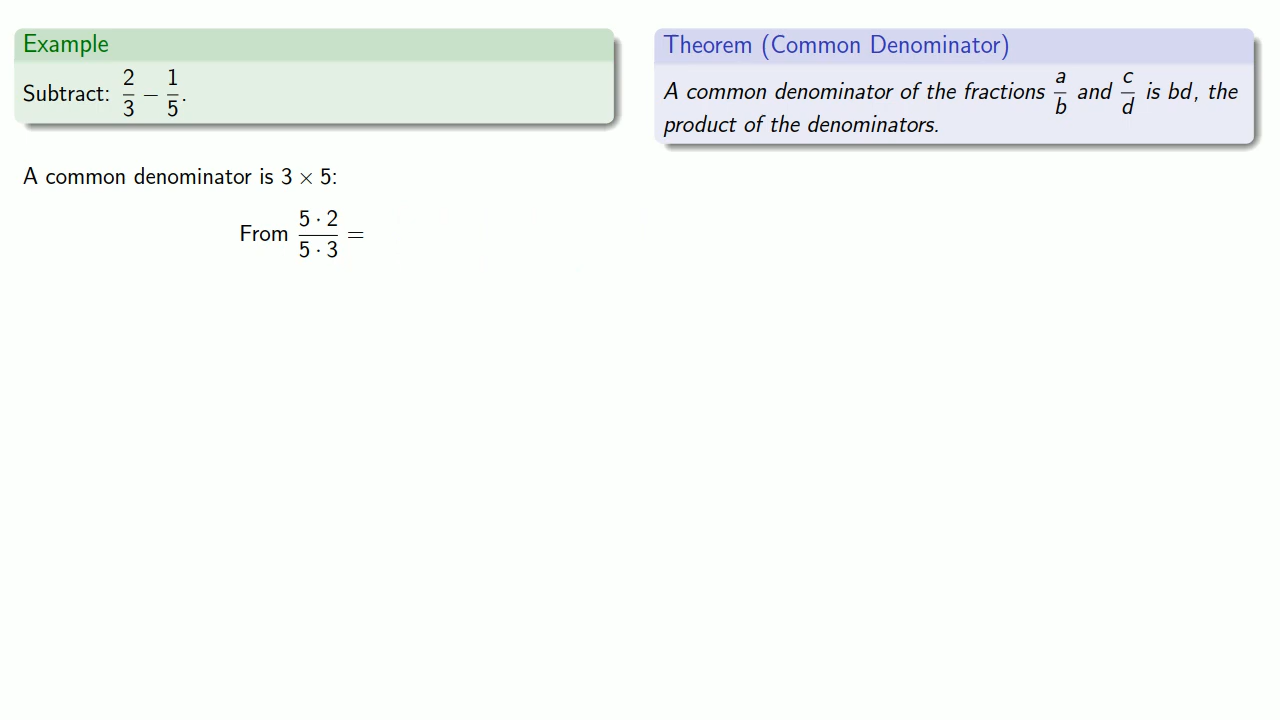 Example
Subtract: 2/3 − 1/5.
Theorem (Common Denominator)
A common denominator of the fractions a/b and c/d is bd, the
product of the denominators.
A common denominator is 3 × 5:
From 5 · 2 / 5 · 3 =